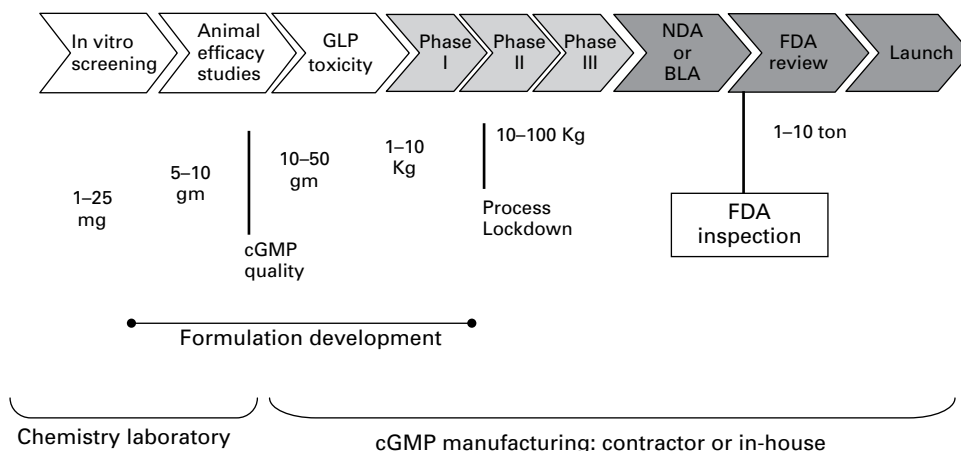 In vitro
screening
Animal
efficacy
studies
GLP
toxicity
Phase
I
Phase
II
Phase
III
NDA
or
BLA
FDA
review
Launch
1–25
mg
5–10
gm
cGMP
quality
10–50
gm
1–10
Kg
10–100 Kg
Process
Lockdown
1–10 ton
FDA
inspection
Formulation development
Chemistry laboratory
cGMP manufacturing: contractor or in-house